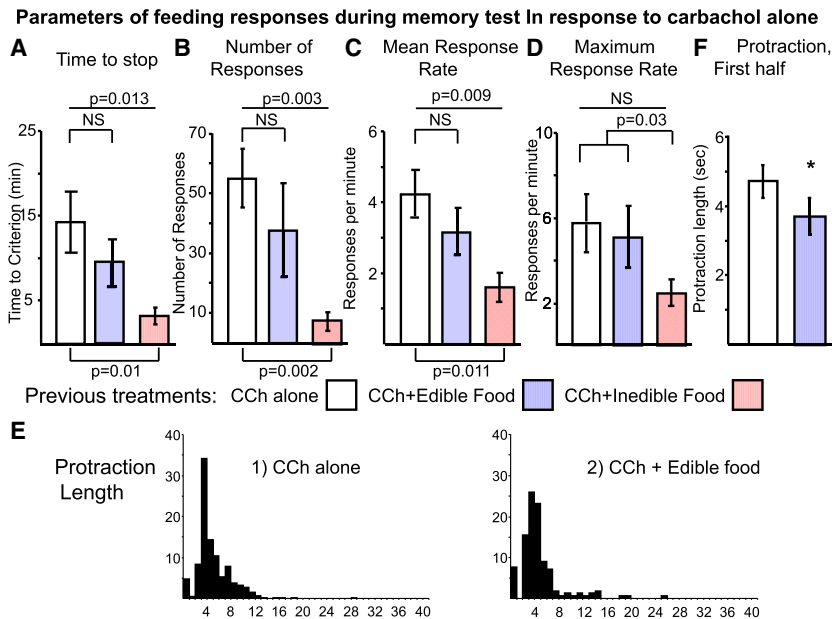 Parameters of feeding responses during memory test In response to carbachol alone
A
Time to stop
p=0.013
NS
25
15
5
Time to Criterion (min)
p=0.01
B
Number of
Responses
p=0.003
NS
70
50
30
10
Number of Responses
p=0.002
C
Mean Response
Rate
p=0.009
NS
6
4
2
Responses per minute
p=0.011
D
Maximum
Response Rate
NS
p=0.03
10
6
2
Responses per minute
F
Protraction,
First half
6
4
2
Protraction length (sec)
*
Previous treatments: CCh alone CCh+Edible Food CCh+Inedible Food
E
Protraction
Length
1) CCh alone
40
30
20
10
4 8 12 16 20 24 28 32 36 40
2) CCh + Edible food
40
30
20
10
4 8 12 16 20 24 28 32 36 40